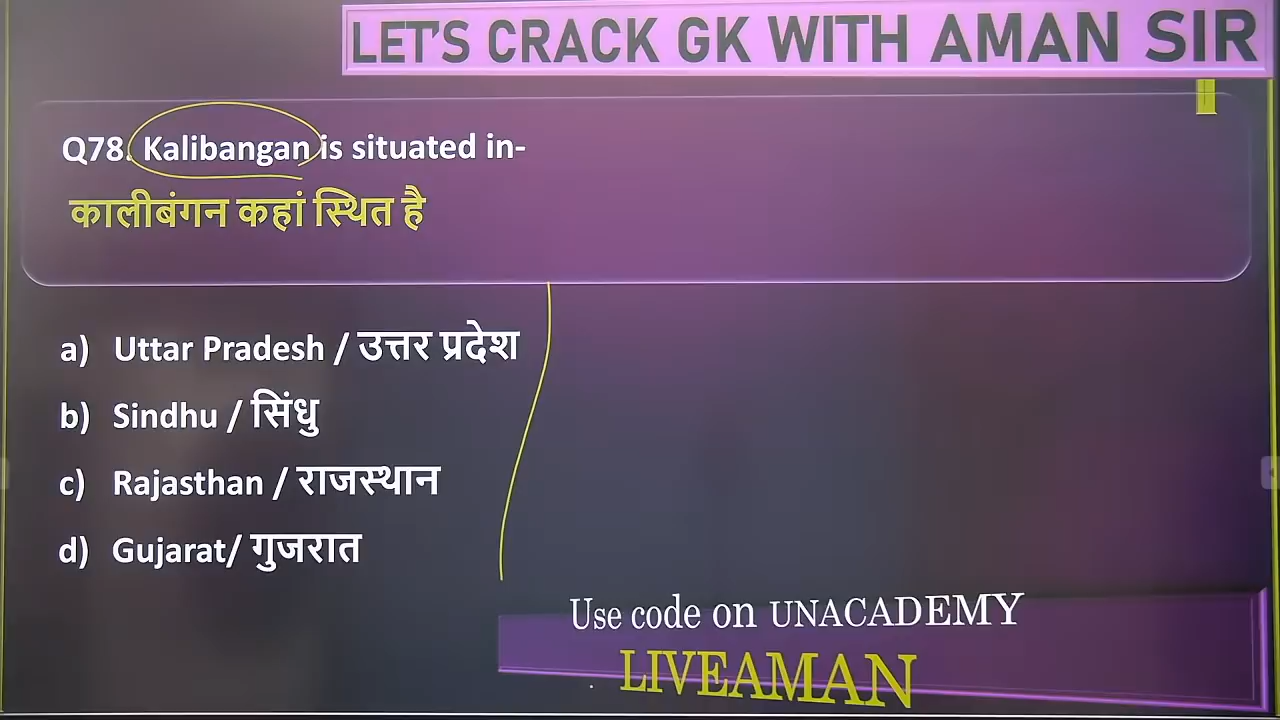 LET'S CRACK GK WITH AMAN SIR
Q78. Kalibangan is situated in-
कालीबंगन कहां स्थित है
a) Uttar Pradesh / उत्तर प्रदेश
b) Sindhu / सिंधु
c) Rajasthan / राजस्थान
d) Gujarat/ गुजरात
Use code on UNACADEMY
LIVEAMAN